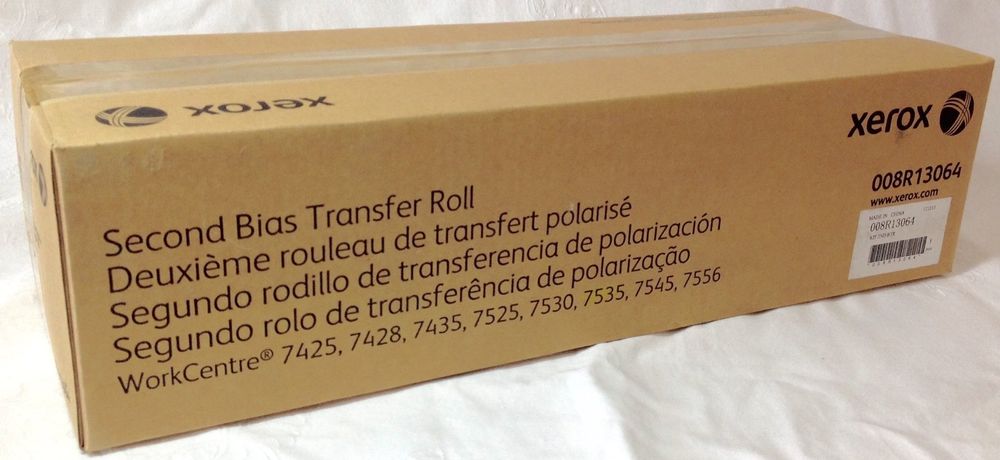 xerox
xerox
008R13064
www.xerox.com
MADE IN CHINA
008R13064
Second Bias Transfer Roll
Deuxième rouleau de transfert polarisé
Segundo rodillo de transferencia de polarización
Segundo rolo de transferência de polarização
WorkCentre® 7425, 7428, 7435, 7525, 7530, 7535, 7545, 7556